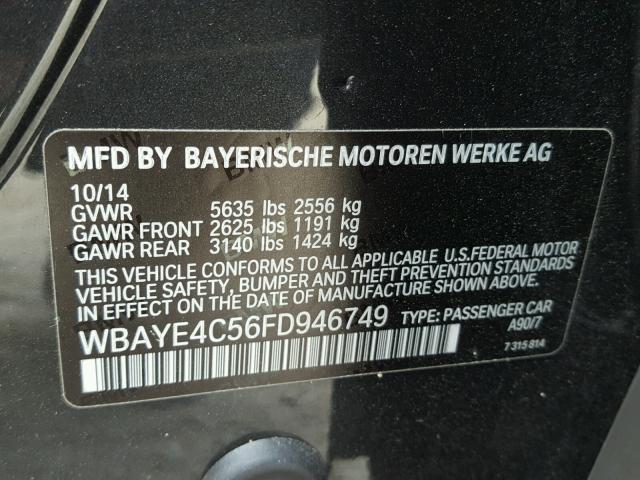 MFD BY BAYERISCHE MOTOREN WERKE AG
10/14
GVWR 5635 lbs 2556 kg
GAWR FRONT 2625 lbs 1191 kg
GAWR REAR 3140 lbs 1424 kg
THIS VEHICLE CONFORMS TO ALL APPLICABLE U.S.FEDERAL MOTOR
VEHICLE SAFETY, BUMPER AND THEFT PREVENTION STANDARDS
IN EFFECT ON THE DATE OF MANUFACTURE SHOWN ABOVE.
WBAYE4C56FD946749 TYPE: PASSENGER CAR
A90/7
7 315 814